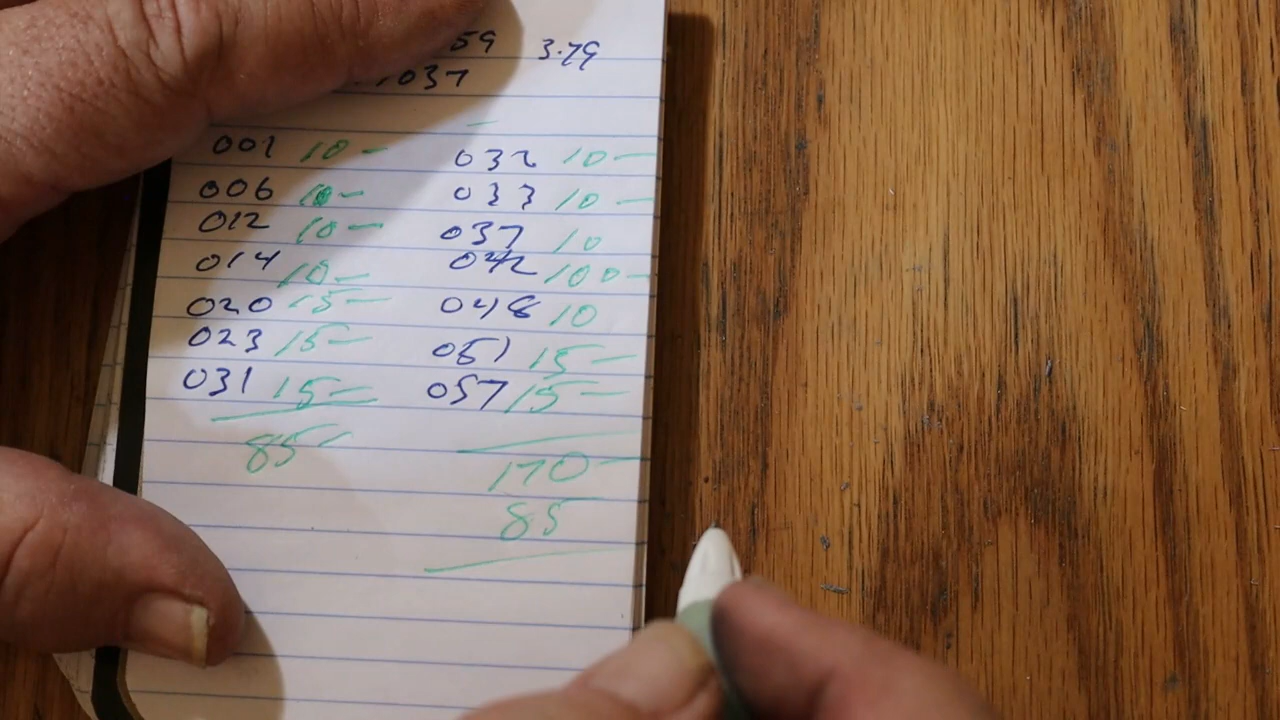 59 3.79
037
001 10 - 032 10 -
006 10 - 033 10 -
012 10 - 037 10
014 10 - 042 100 -
020 15 - 048 10
023 15 - 051 15 -
031 15 - 057 15 -
85 - 170 -
85